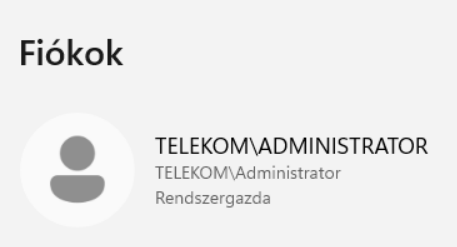 Fiókok
TELEKOM\ADMINISTRATOR
TELEKOM\Administrator
Rendszergazda